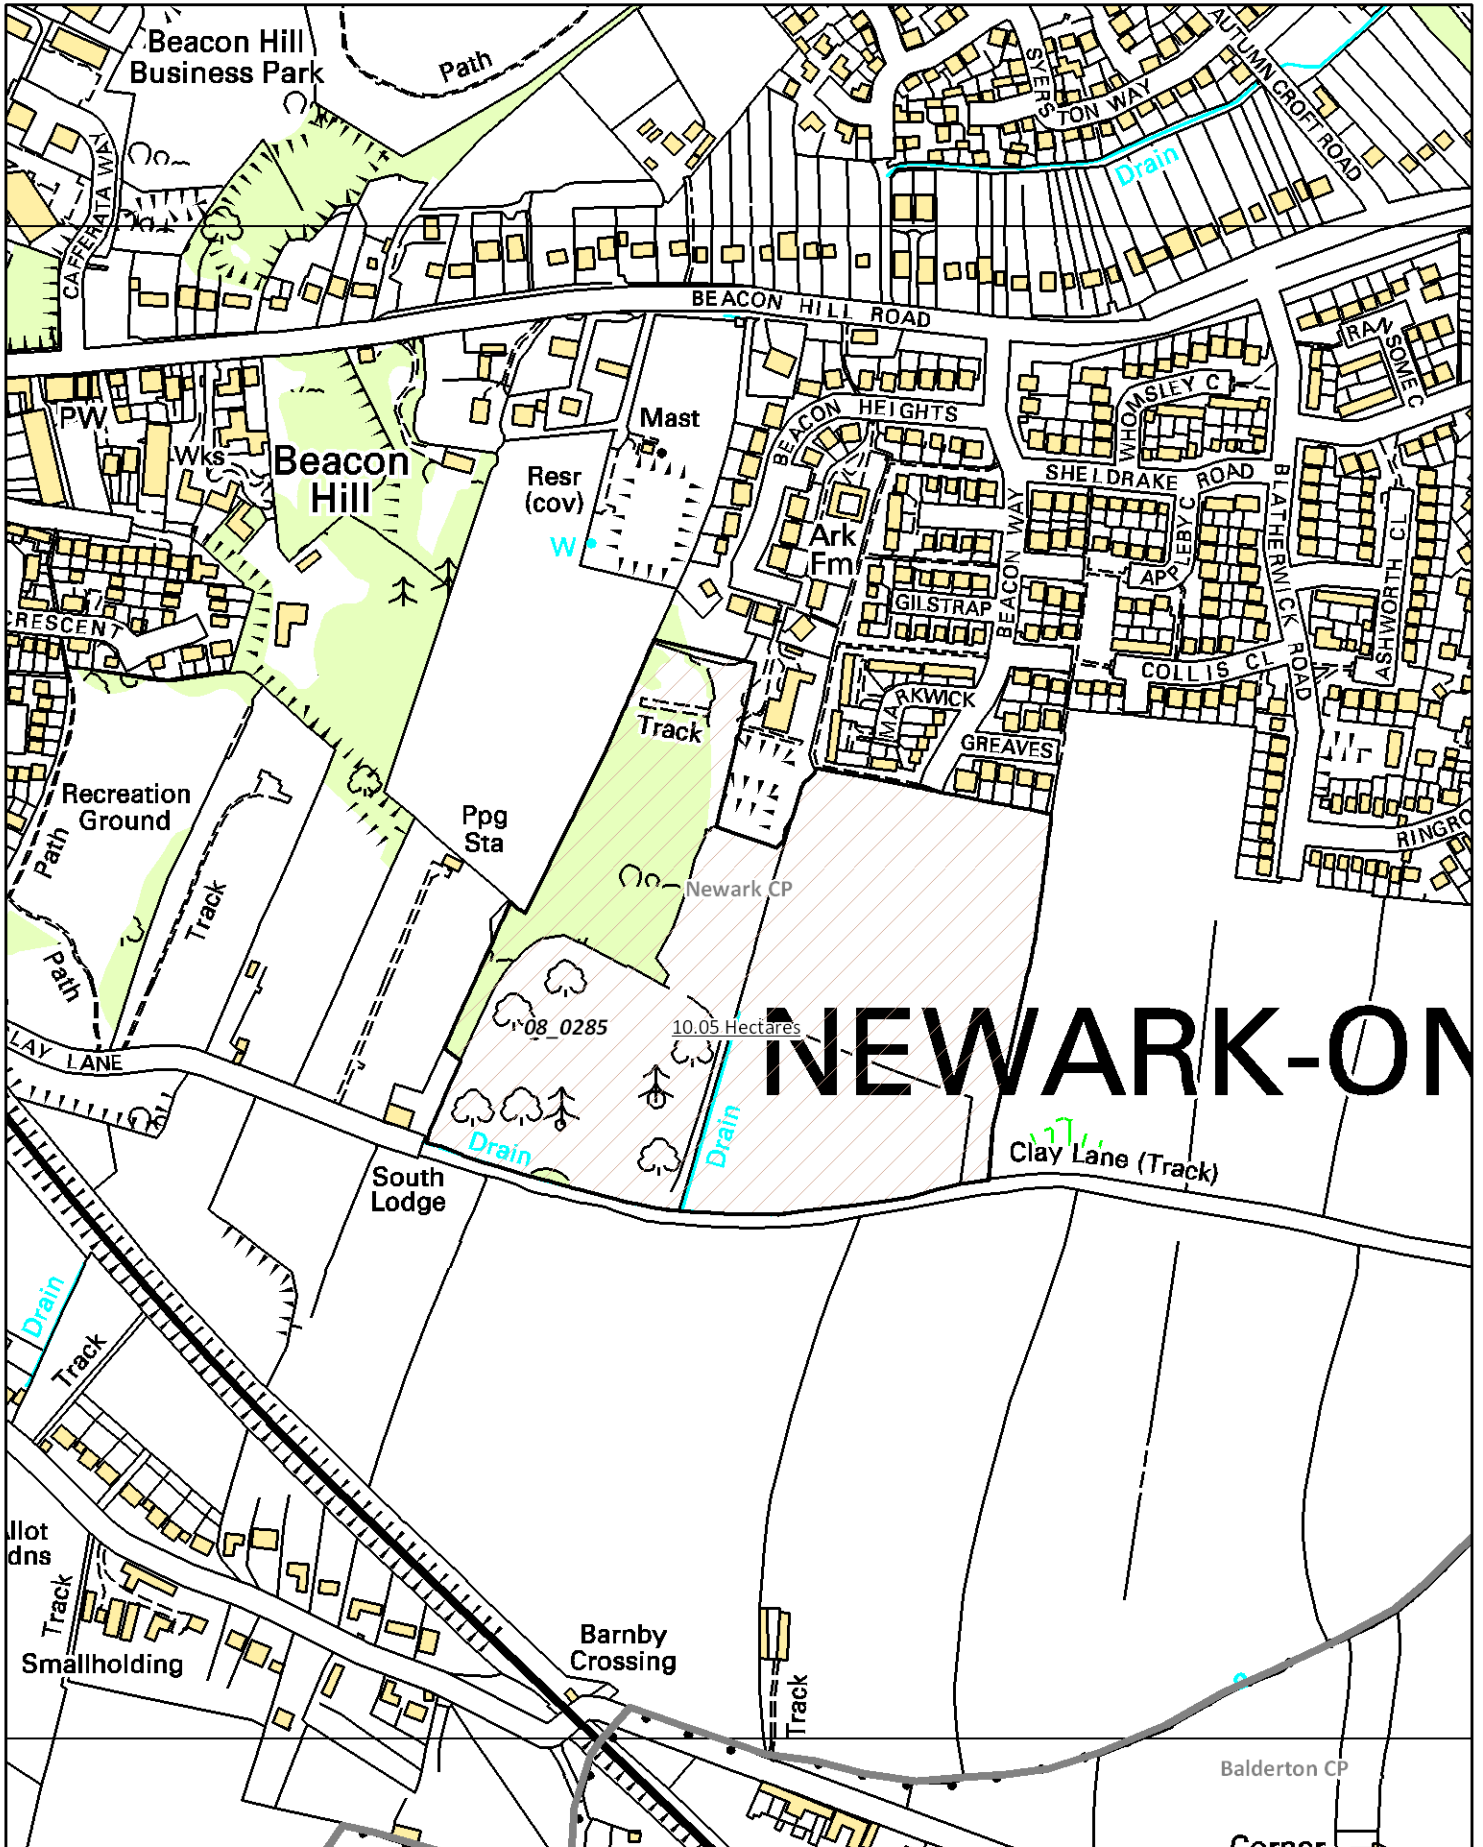 Beacon Hill
Business Park
Path
SYERSTON WAY
AUTUMN CROFT ROAD
Drain
CAFFERATA WAY
BEACON HILL ROAD
RANSOME C
PW
Wks
Beacon
Hill
Mast
Resr
(cov)
W
BEACON HEIGHTS
WHOMSLEY C
SHELDRAKE ROAD
BLATHERWICK ROAD
Ark
Fm
BEACON WAY
APPLEBY C
ASHWORTH CL
GILSTRAP
CRESCENT
COLLIS CL
MARKWICK
GREAVES
Track
Recreation
Ground
Path
Track
Ppg
Sta
RINGRO
Newark CP
Path
08_0285
10.05 Hectares
NEWARK-ON
LAY LANE
Drain
Drain
South
Lodge
Clay Lane (Track)
Drain
Track
llot
dns
Track
Smallholding
Barnby
Crossing
Track
Balderton CP
Corner